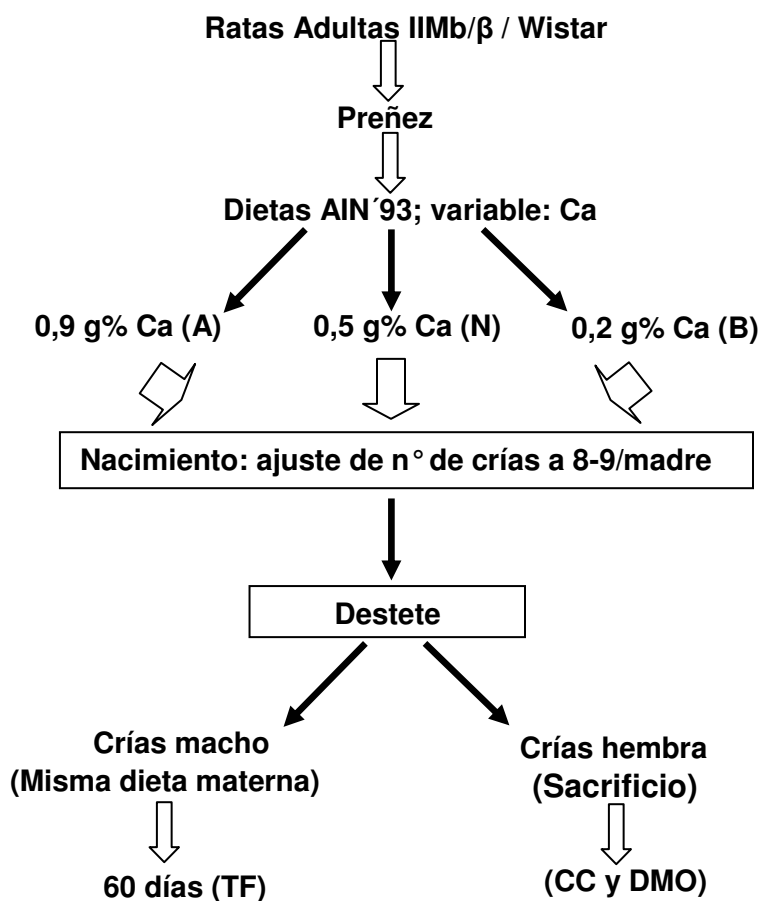 Ratas Adultas IIMb/β / Wistar
Preñez
Dietas AIN´93; variable: Ca
0,9 g% Ca (A)
0,5 g% Ca (N)
0,2 g% Ca (B)
Nacimiento: ajuste de n° de crías a 8-9/madre
Destete
Crías macho
(Misma dieta materna)
Crías hembra
(Sacrificio)
60 días (TF)
(CC y DMO)